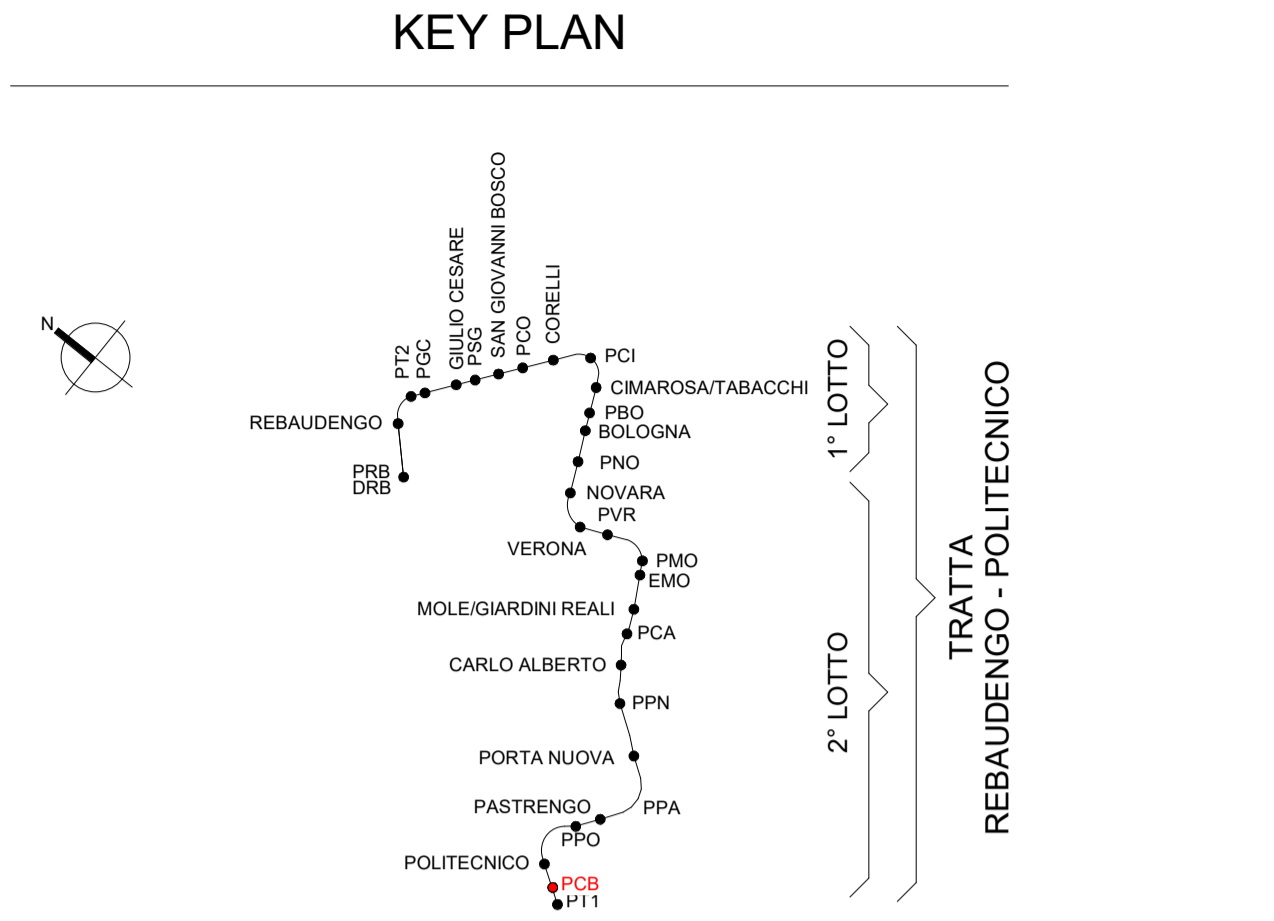 KEY PLAN
N
PT2
PGC
GIULIO CESARE
PSG
SAN GIOVANNI BOSCO
PCO
CORELLI
PCI
CIMAROSA/TABACCHI
PBO
BOLOGNA
REBAUDENGO
PRB
DRB
PNO
NOVARA
PVR
VERONA
PMO
EMO
MOLE/GIARDINI REALI
PCA
CARLO ALBERTO
PPN
PORTA NUOVA
PASTRENGO
PPA
PPO
POLITECNICO
PCB
PT1
1° LOTTO
2° LOTTO
TRATTA
REBAUDENGO - POLITECNICO